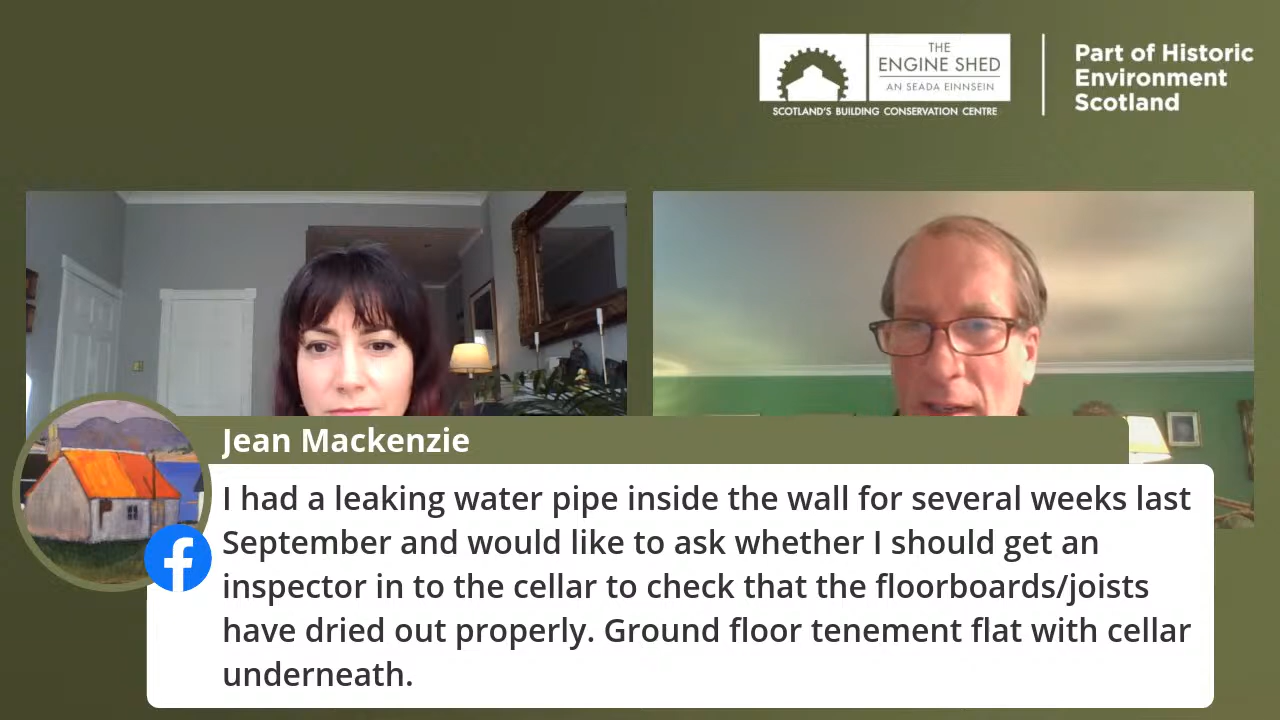 THE
ENGINE SHED
AN SEADA EINNSEIN
SCOTLAND'S BUILDING CONSERVATION CENTRE
Part of Historic
Environment
Scotland
Jean Mackenzie
I had a leaking water pipe inside the wall for several weeks last
September and would like to ask whether I should get an
inspector in to the cellar to check that the floorboards/joists
have dried out properly. Ground floor tenement flat with cellar
underneath.